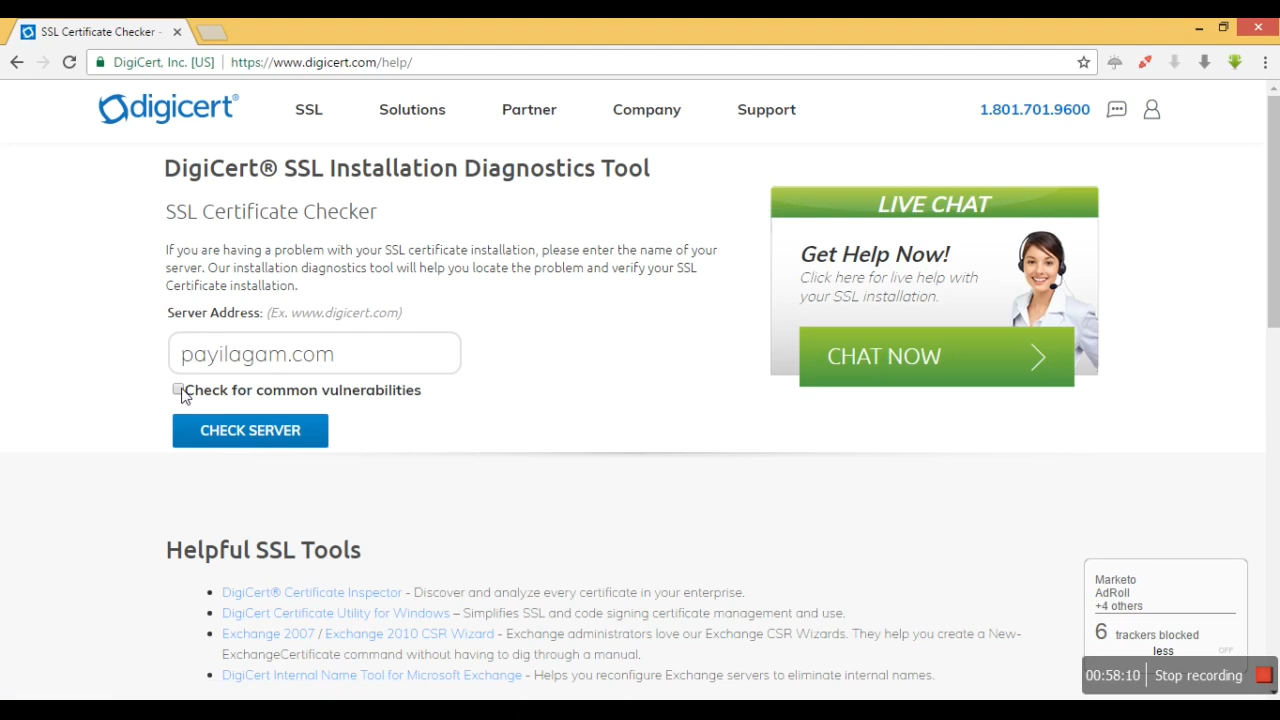 SSL Certificate Checker -
DigiCert, Inc. [US] https://www.digicert.com/help/
digicert® SSL Solutions Partner Company Support 1.801.701.9600
DigiCert® SSL Installation Diagnostics Tool
SSL Certificate Checker
If you are having a problem with your SSL certificate installation, please enter the name of your
server. Our installation diagnostics tool will help you locate the problem and verify your SSL
Certificate installation.
Server Address: (Ex. www.digicert.com)
payilagam.com
Check for common vulnerabilities
CHECK SERVER
LIVE CHAT
Get Help Now!
Click here for live help with
your SSL installation.
CHAT NOW
Helpful SSL Tools
DigiCert® Certificate Inspector - Discover and analyze every certificate in your enterprise.
DigiCert Certificate Utility for Windows – Simplifies SSL and code signing certificate management and use.
Exchange 2007 / Exchange 2010 CSR Wizard - Exchange administrators love our Exchange CSR Wizards. They help you create a New-
ExchangeCertificate command without having to dig through a manual.
DigiCert Internal Name Tool for Microsoft Exchange - Helps you reconfigure Exchange servers to eliminate internal names.
Marketo
AdRoll
+4 others
6 trackers blocked
less OFF
00:58:10 Stop recording